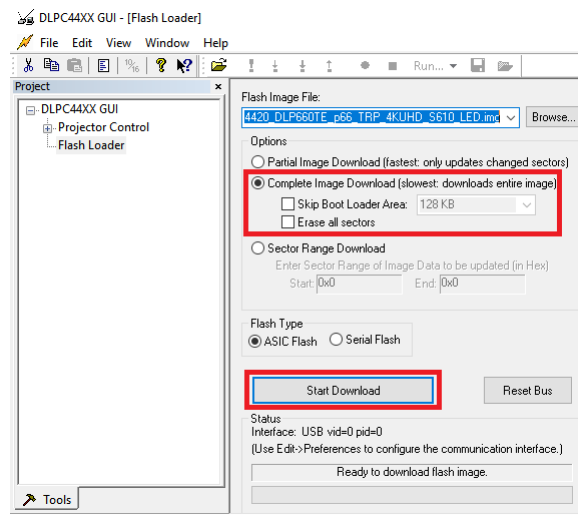 DLPC44XX GUI - [Flash Loader]
File Edit View Window Help
10/16 Run...
Project
DLPC44XX GUI
Projector Control
Flash Loader
Tools
Flash Image File:
4420_DLP660TE_p66_TRP_4KUHD_S610_LED.img Browse...
Options
Partial Image Download (fastest: only updates changed sectors)
Complete Image Download (slowest: downloads entire image)
Skip Boot Loader Area: 128 KB
Erase all sectors
Sector Range Download
Enter Sector Range of Image Data to be updated (in Hex)
Start: 0x0 End: 0x0
Flash Type
ASIC Flash Serial Flash
Start Download Reset Bus
Status
Interface: USB vid=0 pid=0
(Use Edit->Preferences to configure the communication interface.)
Ready to download flash image.